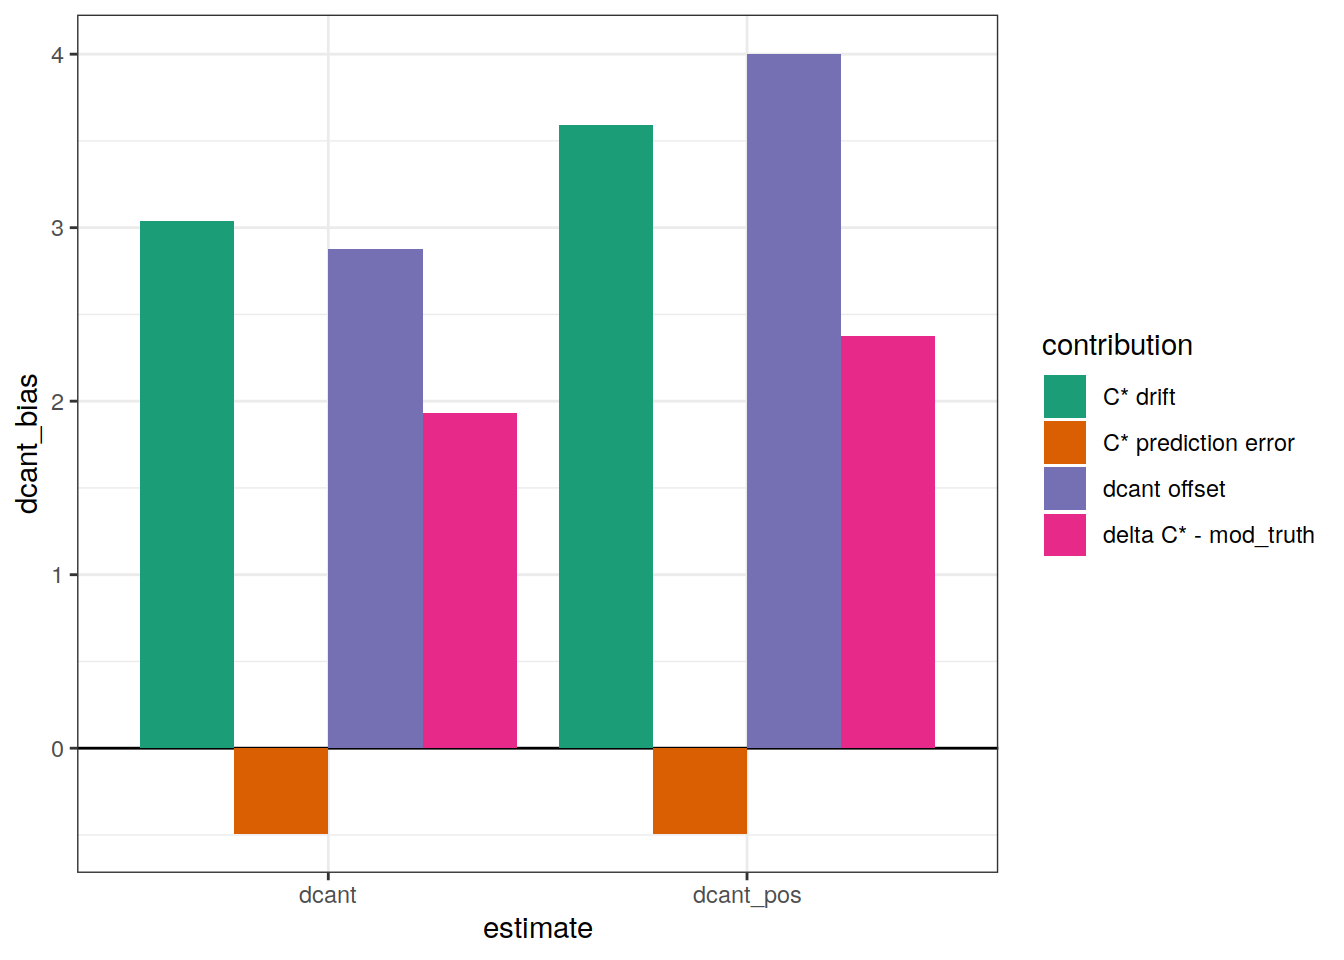 4
3
2
1
0
dcant_bias
dcant
dcant_pos
estimate
contribution
C* drift
C* prediction error
dcant offset
delta C* - mod_truth